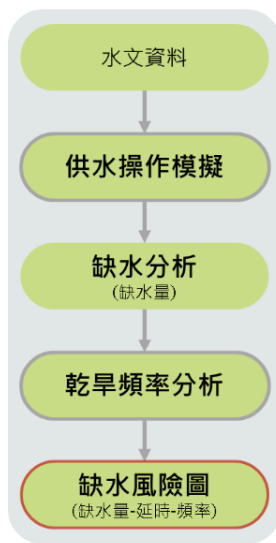 水文資料
供水操作模擬
缺水分析
(缺水量)
乾旱頻率分析
缺水風險圖
(缺水量-延時-頻率)